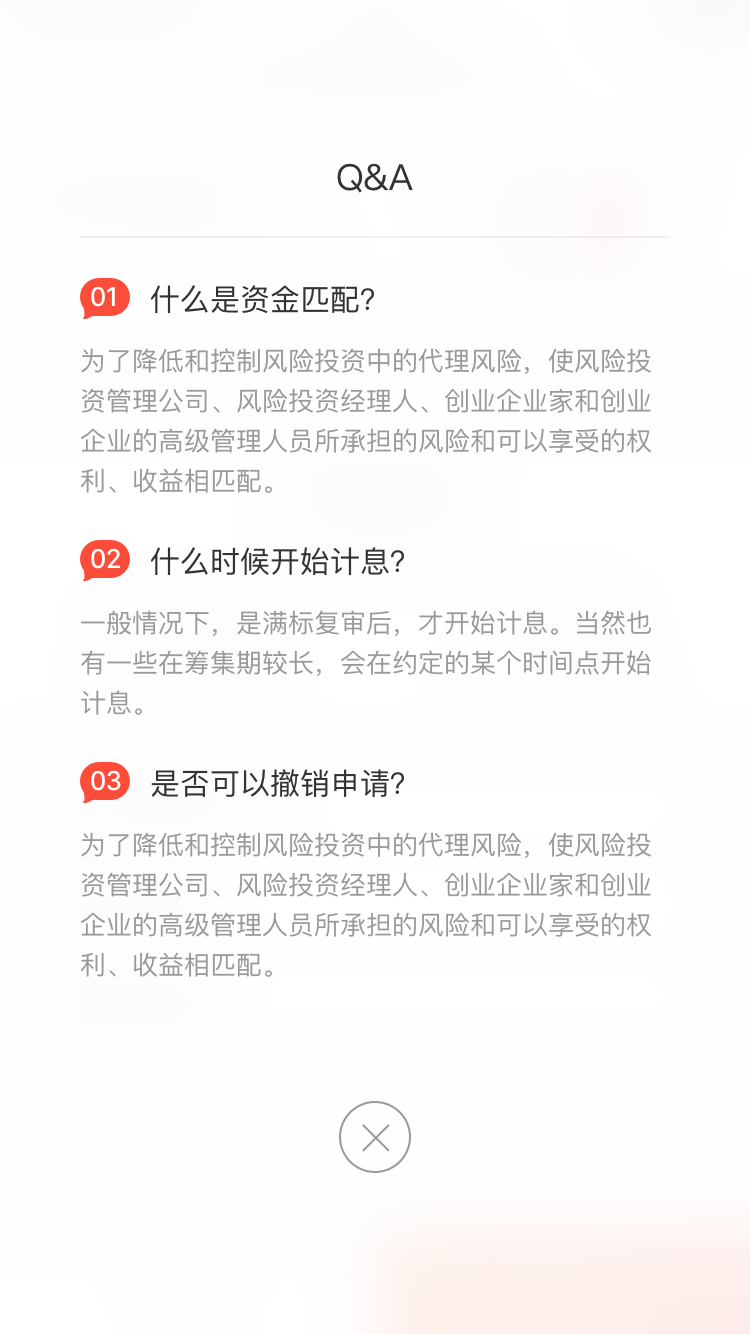 Q&A
01 什么是资金匹配?
为了降低和控制风险投资中的代理风险，使风险投
资管理公司、风险投资经理人、创业企业家和创业
企业的高级管理人员所承担的风险和可以享受的权
利、收益相匹配。
02 什么时候开始计息?
一般情况下，是满标复审后，才开始计息。当然也
有一些在筹集期较长，会在约定的某个时间点开始
计息。
03 是否可以撤销申请?
为了降低和控制风险投资中的代理风险，使风险投
资管理公司、风险投资经理人、创业企业家和创业
企业的高级管理人员所承担的风险和可以享受的权
利、收益相匹配。